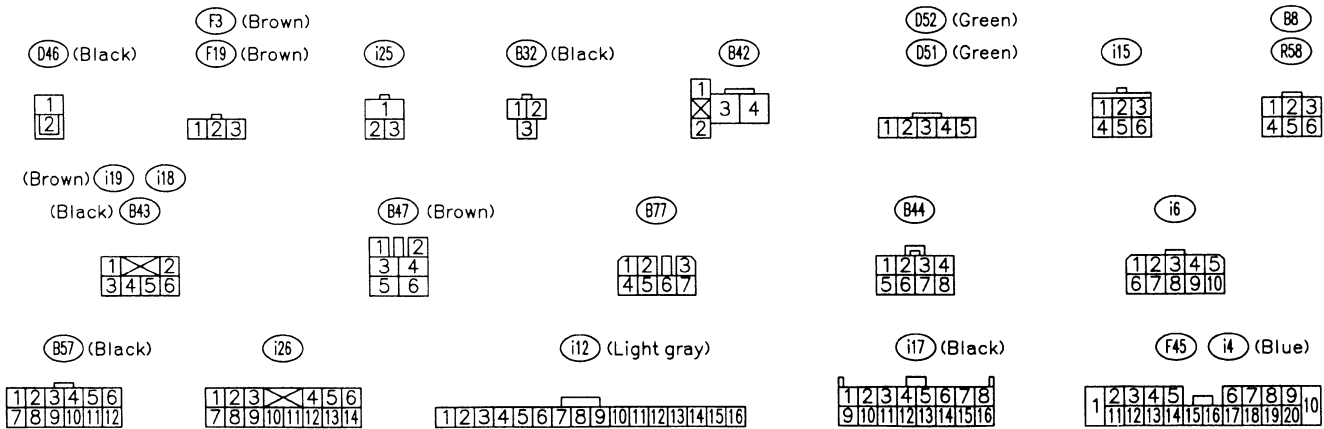 F3 (Brown) D52 (Green) B8
D46 (Black) F19 (Brown) i25 B32 (Black) B42 D51 (Green) i15 R58
1
2
1 2 3
1
2 3
1 2
3
1
3 4
2
1 2 3 4 5
1 2 3
4 5 6
1 2 3
4 5 6
(Brown) i19 i18
(Black) B43 B47 (Brown) B77 B44 i6
1 2
3 4 5 6
1 2
3 4
5 6
1 2 3
4 5 6 7
1 2 3 4
5 6 7 8
1 2 3 4 5
6 7 8 9 10
B57 (Black) i26 i12 (Light gray) i17 (Black) F45 i4 (Blue)
1 2 3 4 5 6
7 8 9 10 11 12
1 2 3 4 5 6
7 8 9 10 11 12 13 14
1 2 3 4 5 6 7 8 9 10 11 12 13 14 15 16
1 2 3 4 5 6 7 8
9 10 11 12 13 14 15 16
1 2 3 4 5 6 7 8 9 10
11 12 13 14 15 16 17 18 19 20